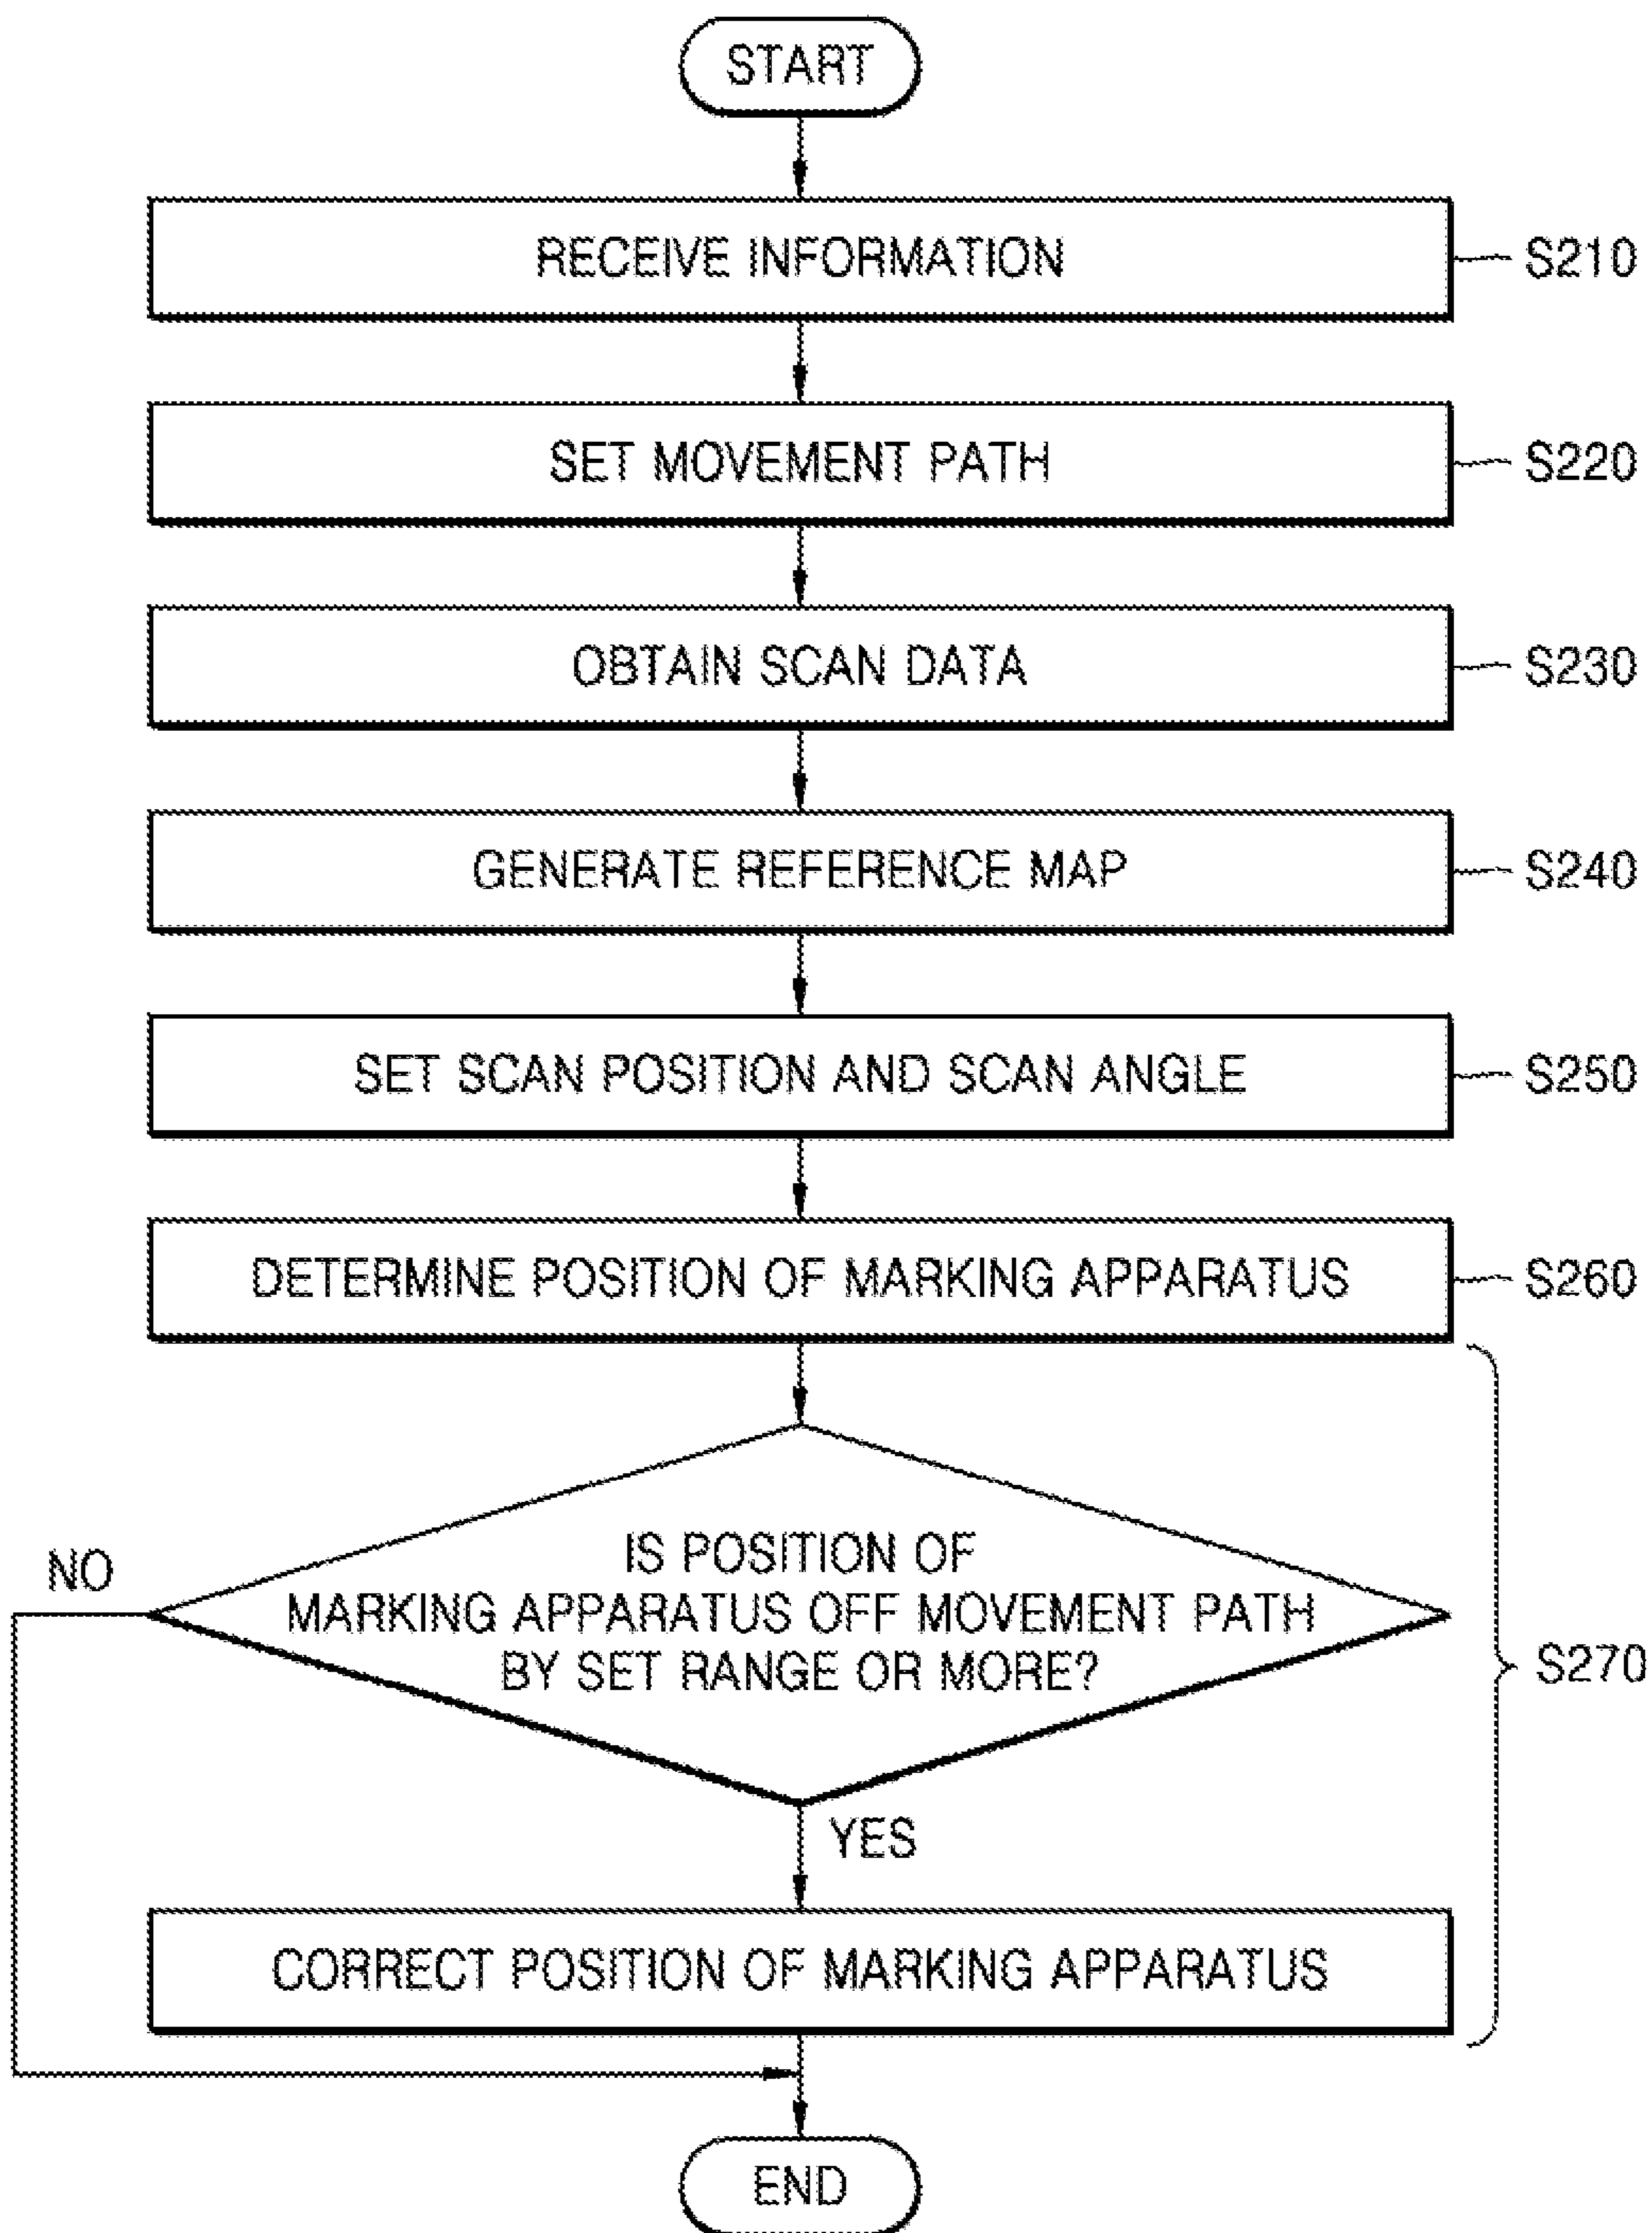 START
RECEIVE INFORMATION
S210
SET MOVEMENT PATH
S220
OBTAIN SCAN DATA
S230
GENERATE REFERENCE MAP
S240
SET SCAN POSITION AND SCAN ANGLE
S250
DETERMINE POSITION OF MARKING APPARATUS
S260
IS POSITION OF
MARKING APPARATUS OFF MOVEMENT PATH
BY SET RANGE OR MORE?
NO
S270
YES
CORRECT POSITION OF MARKING APPARATUS
END